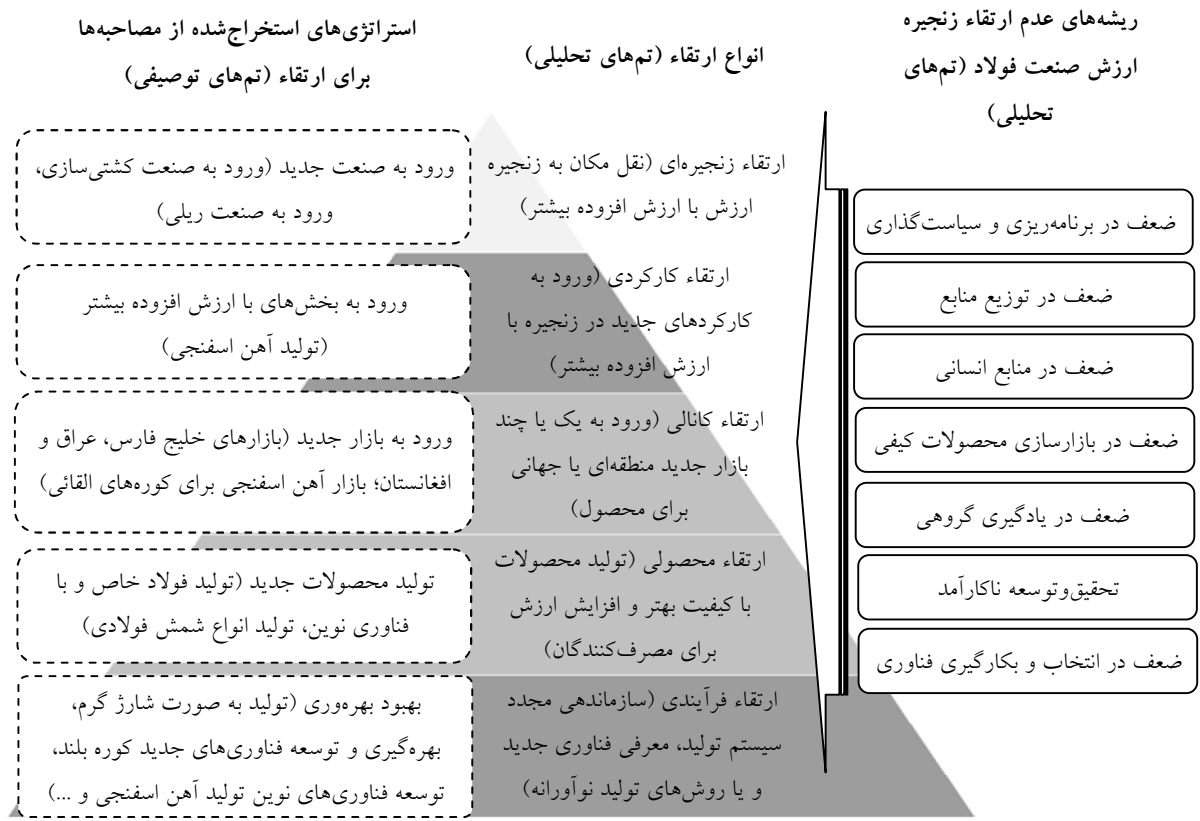 ریشه‌های عدم ارتقاء زنجیره
ارزش صنعت فولاد (تم‌های
تحلیلی)
ضعف در برنامه‌ریزی و سیاست‌گذاری
ضعف در توزیع منابع
ضعف در منابع انسانی
ضعف در بازارسازی محصولات کیفی
ضعف در یادگیری گروهی
تحقیق‌وتوسعه ناکارآمد
ضعف در انتخاب و بکارگیری فناوری
انواع ارتقاء (تم‌های تحلیلی)
ارتقاء زنجیره‌ای (نقل مکان به زنجیره
ارزش با ارزش افزوده بیشتر)
ارتقاء کارکردی (ورود به
کارکردهای جدید در زنجیره با
ارزش افزوده بیشتر)
ارتقاء کانالی (ورود به یک یا چند
بازار جدید منطقه‌ای یا جهانی
برای محصول)
ارتقاء محصولی (تولید محصولات
با کیفیت بهتر و افزایش ارزش
برای مصرف‌کنندگان)
ارتقاء فرآیندی (سازماندهی مجدد
سیستم تولید، معرفی فناوری جدید
و یا روش‌های تولید نوآورانه)
استراتژی‌های استخراج‌شده از مصاحبه‌ها
برای ارتقاء (تم‌های توصیفی)
ورود به صنعت جدید (ورود به صنعت کشتی‌سازی،
ورود به صنعت ریلی)
ورود به بخش‌های با ارزش افزوده بیشتر
(تولید آهن اسفنجی)
ورود به بازار جدید (بازارهای خلیج فارس، عراق و
افغانستان؛ بازار آهن اسفنجی برای کوره‌های القائی)
تولید محصولات جدید (تولید فولاد خاص و با
فناوری نوین، تولید انواع شمش فولادی)
بهبود بهره‌وری (تولید به صورت شارژ گرم،
بهره‌گیری و توسعه فناوری‌های جدید کوره بلند،
توسعه فناوری‌های نوین تولید آهن اسفنجی و ...)